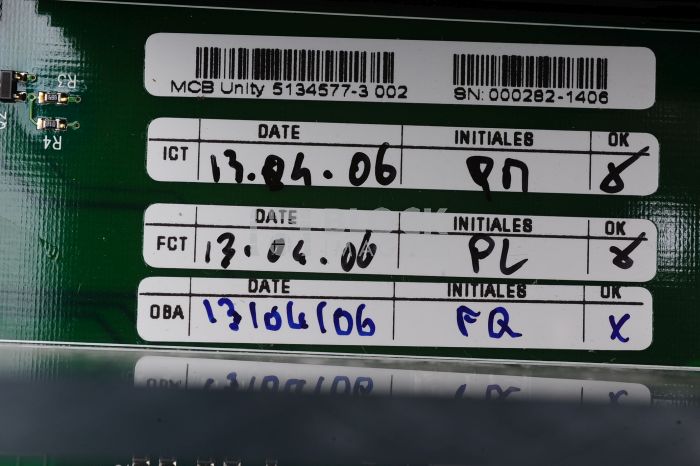 MCB Unity 5134577-3 002
SN: 000282-1406
R3
R4
DATE INITIALES OK
ICT 13.04.06 PM
DATE INITIALES OK
FCT 13.04.06 PL
DATE INITIALES OK
OBA 13/04/06 FQ X